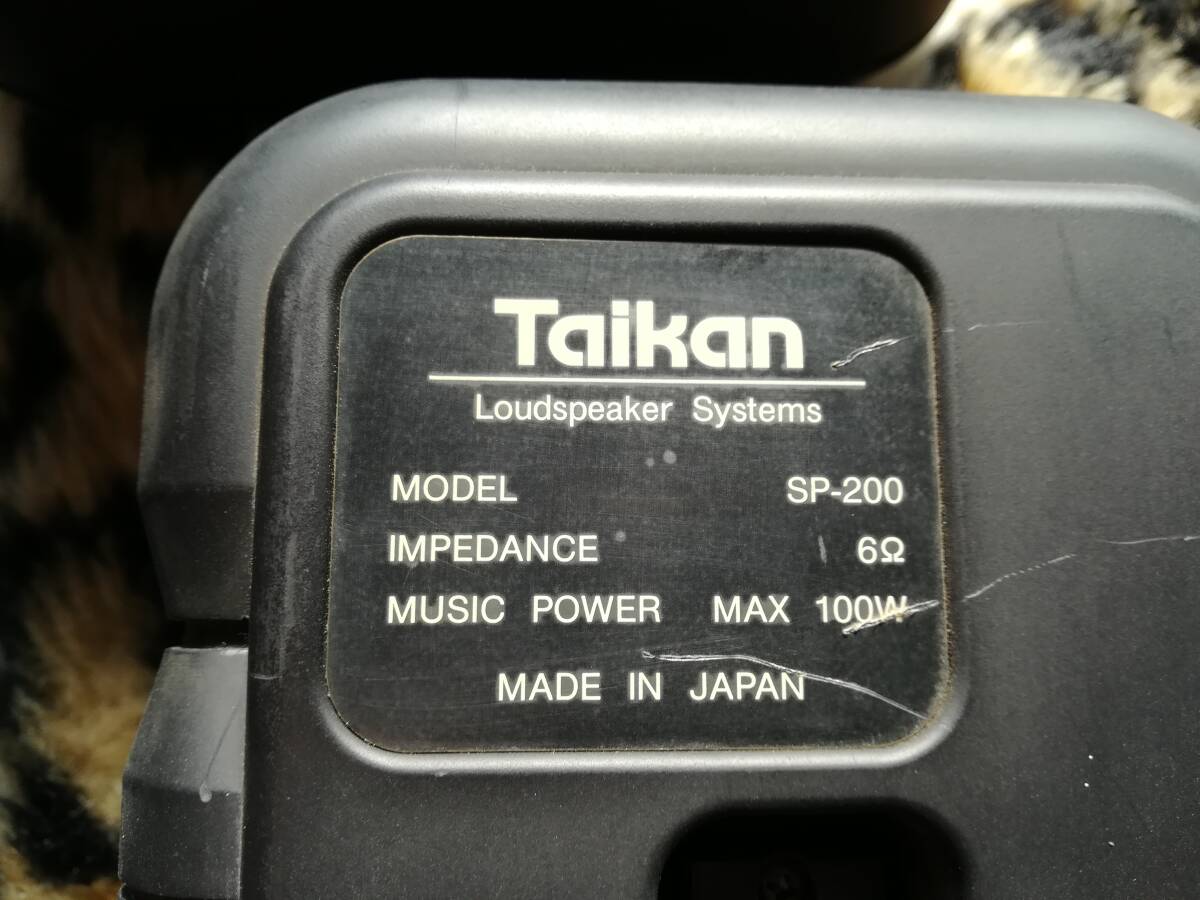 Taikan
Loudspeaker Systems
MODEL SP-200
IMPEDANCE 6Ω
MUSIC POWER MAX 100W
MADE IN JAPAN